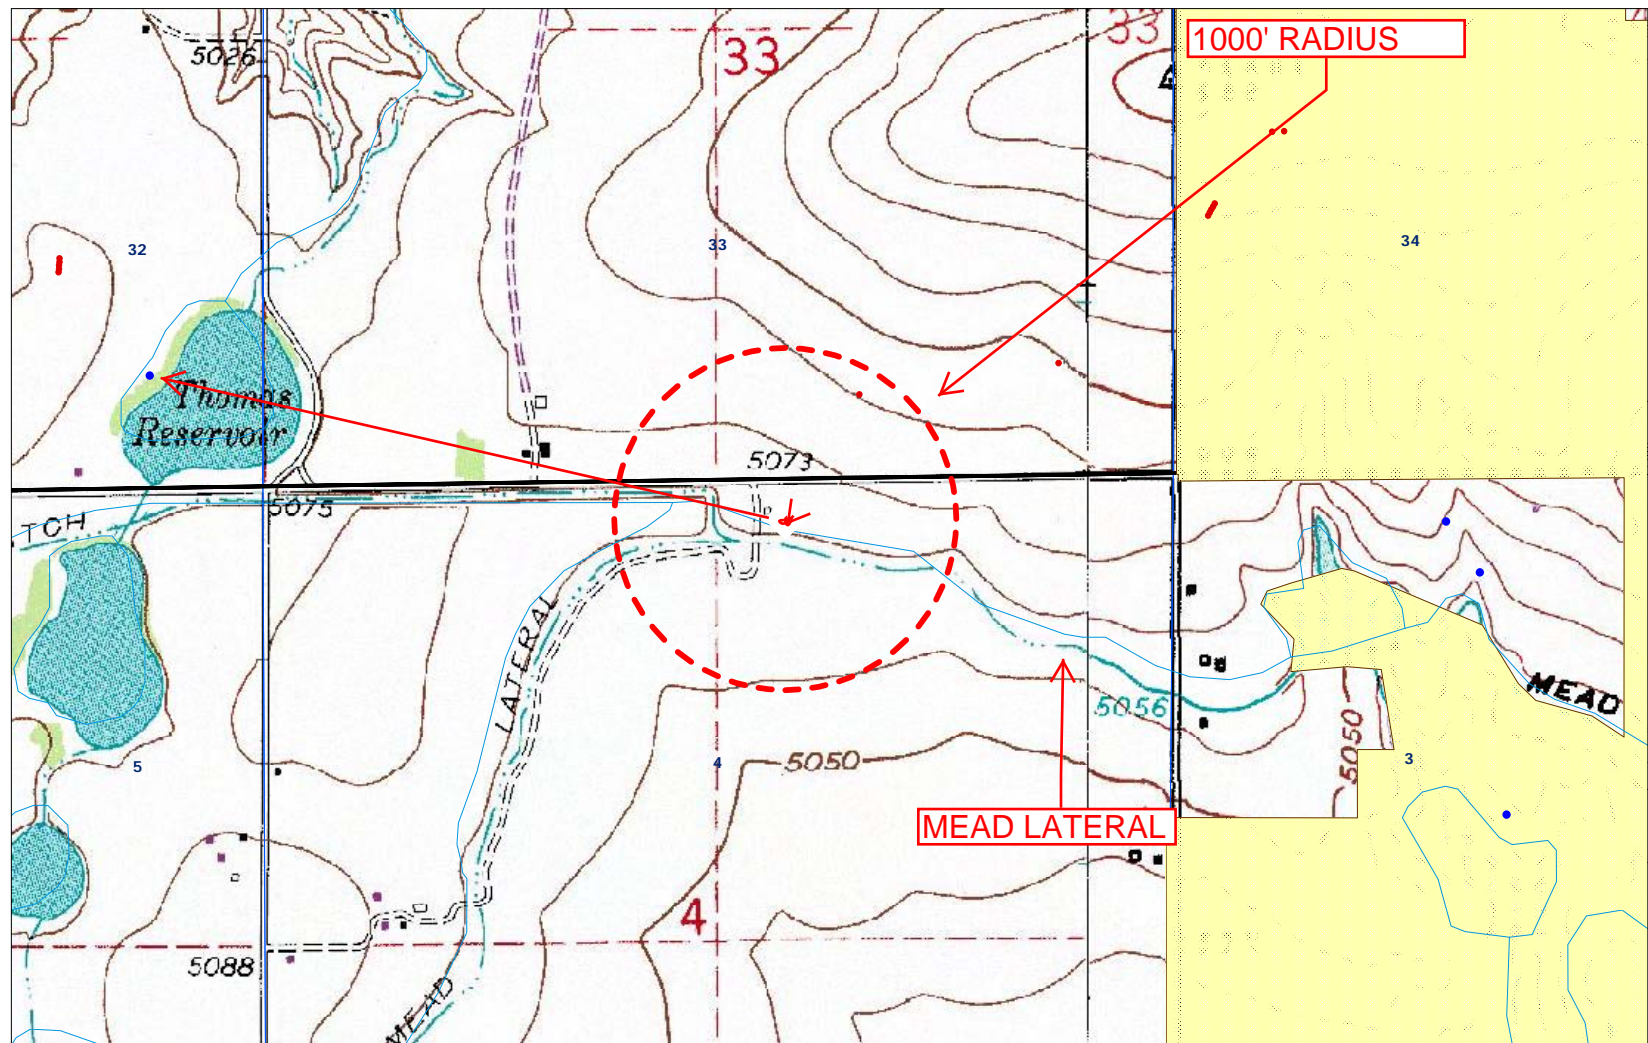 5026
33
33
1000' RADIUS
32
33
34
Thomas
Reservoir
5073
5075
TCH
LATERAL
5056
MEAD
5050
5
4
5050
3
MEAD LATERAL
4
5088
MEAD